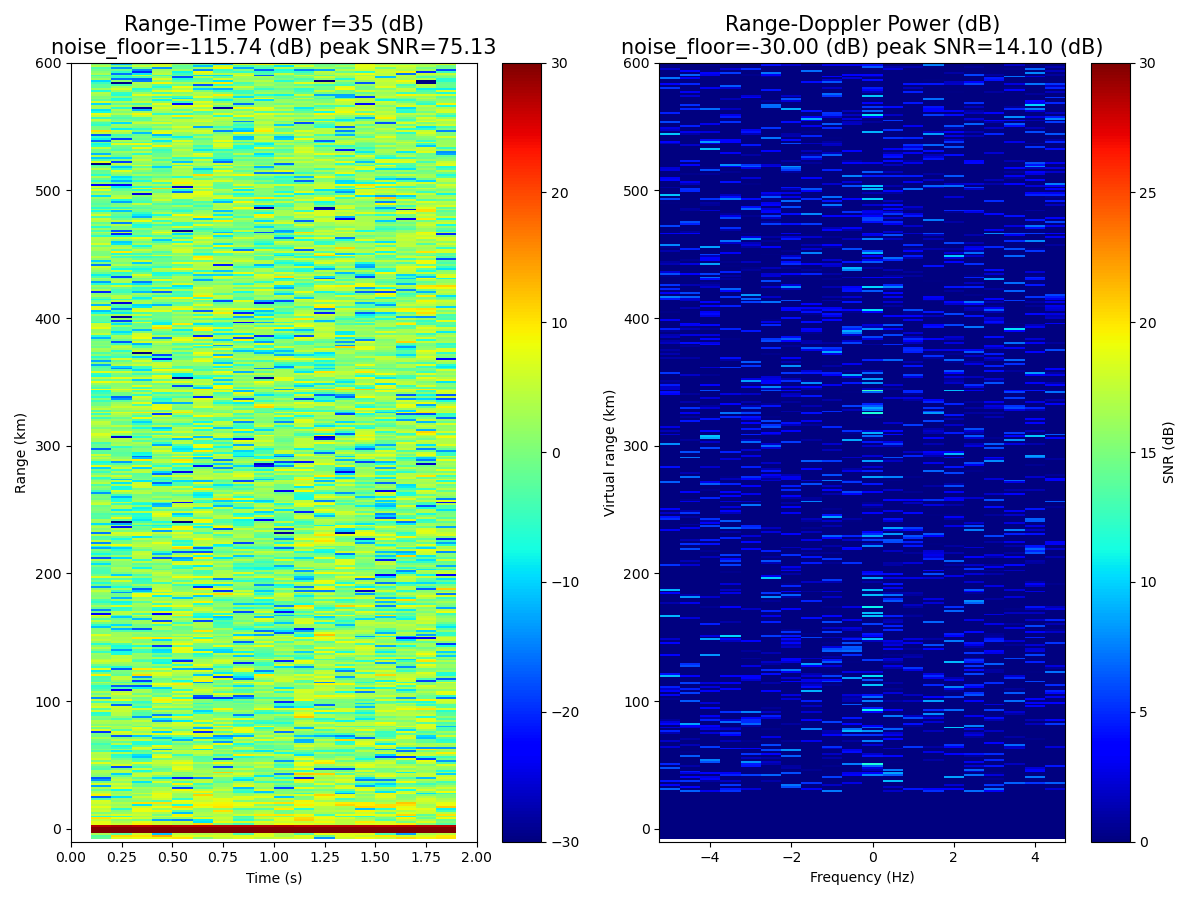 Range-Time Power f=35 (dB)
noise_floor=-115.74 (dB) peak SNR=75.13
600
500
400
300
200
100
0
Range (km)
0.00 0.25 0.50 0.75 1.00 1.25 1.50 1.75 2.00
Time (s)
30
20
10
0
−10
−20
−30
Range-Doppler Power (dB)
noise_floor=-30.00 (dB) peak SNR=14.10 (dB)
600
500
400
300
200
100
0
Virtual range (km)
−4 −2 0 2 4
Frequency (Hz)
30
25
20
15
10
5
0
SNR (dB)